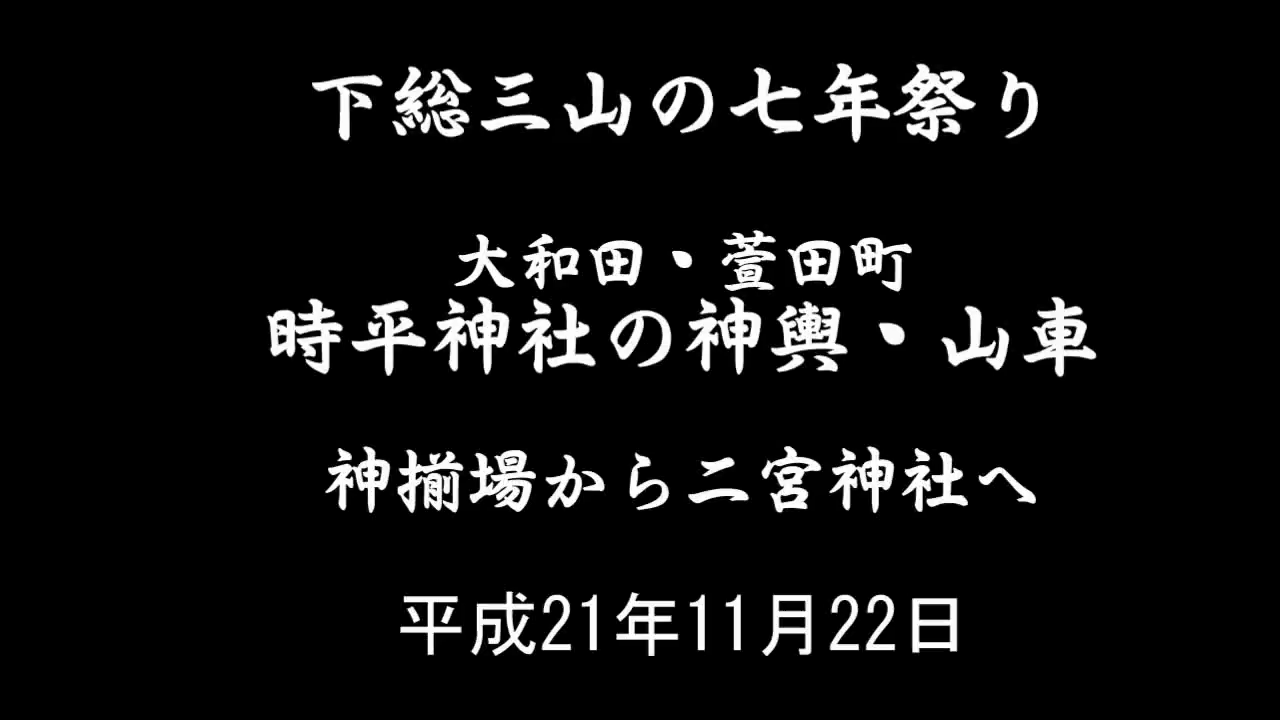 下総三山の七年祭り
大和田・萱田町
時平神社の神輿・山車
神揃場から二宮神社へ
平成21年11月22日